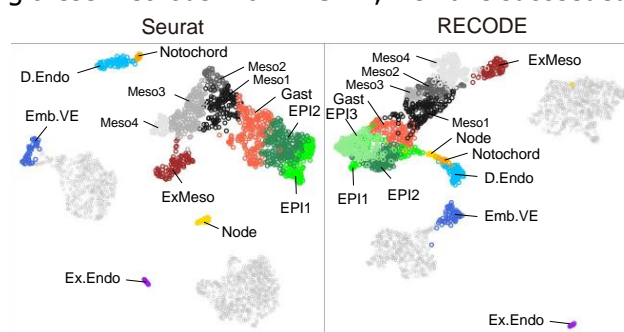 Seurat
RECODE
Notochord
D.Endo
Meso2
Meso1
Meso3
Gast
Meso4
EPI2
Emb.VE
ExMeso
EPI1
Node
Ex.Endo
Meso4
Meso2
Meso3
ExMeso
Gast
EPI3
Meso1
Node
Notochord
D.Endo
EPI1
EPI2
Emb.VE
Ex.Endo